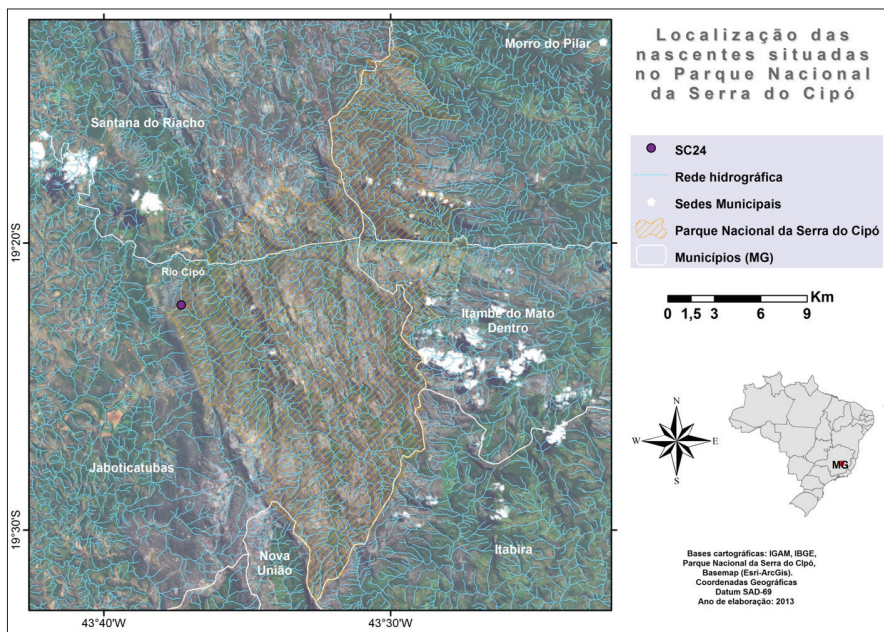 Localização das
nascentes situadas
no Parque Nacional
da Serra do Cipó
SC24
Rede hidrográfica
Sedes Municipais
Parque Nacional da Serra do Cipó
Municípios (MG)
Km
0 1,5 3 6 9
N
W E
S
MG
Bases cartográficas: IGAM, IBGE,
Parque Nacional da Serra do Cipó,
Basemap (Esri-ArcGis).
Coordenadas Geográficas
Datum SAD-69
Ano de elaboração: 2013
Morro do Pilar
Santana do Riacho
Rio Cipó
Itambé do Mato
Dentro
Jaboticatubas
Nova
União
Itabira
19°20'S
19°30'S
43°40'W 43°30'W